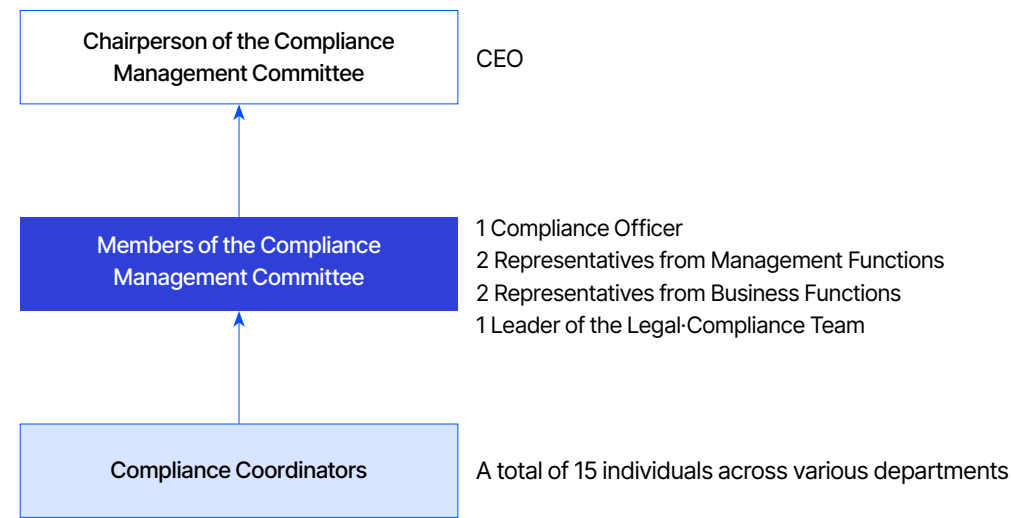 Chairperson of the Compliance
Management Committee
CEO
Members of the Compliance
Management Committee
1 Compliance Officer
2 Representatives from Management Functions
2 Representatives from Business Functions
1 Leader of the Legal·Compliance Team
Compliance Coordinators
A total of 15 individuals across various departments